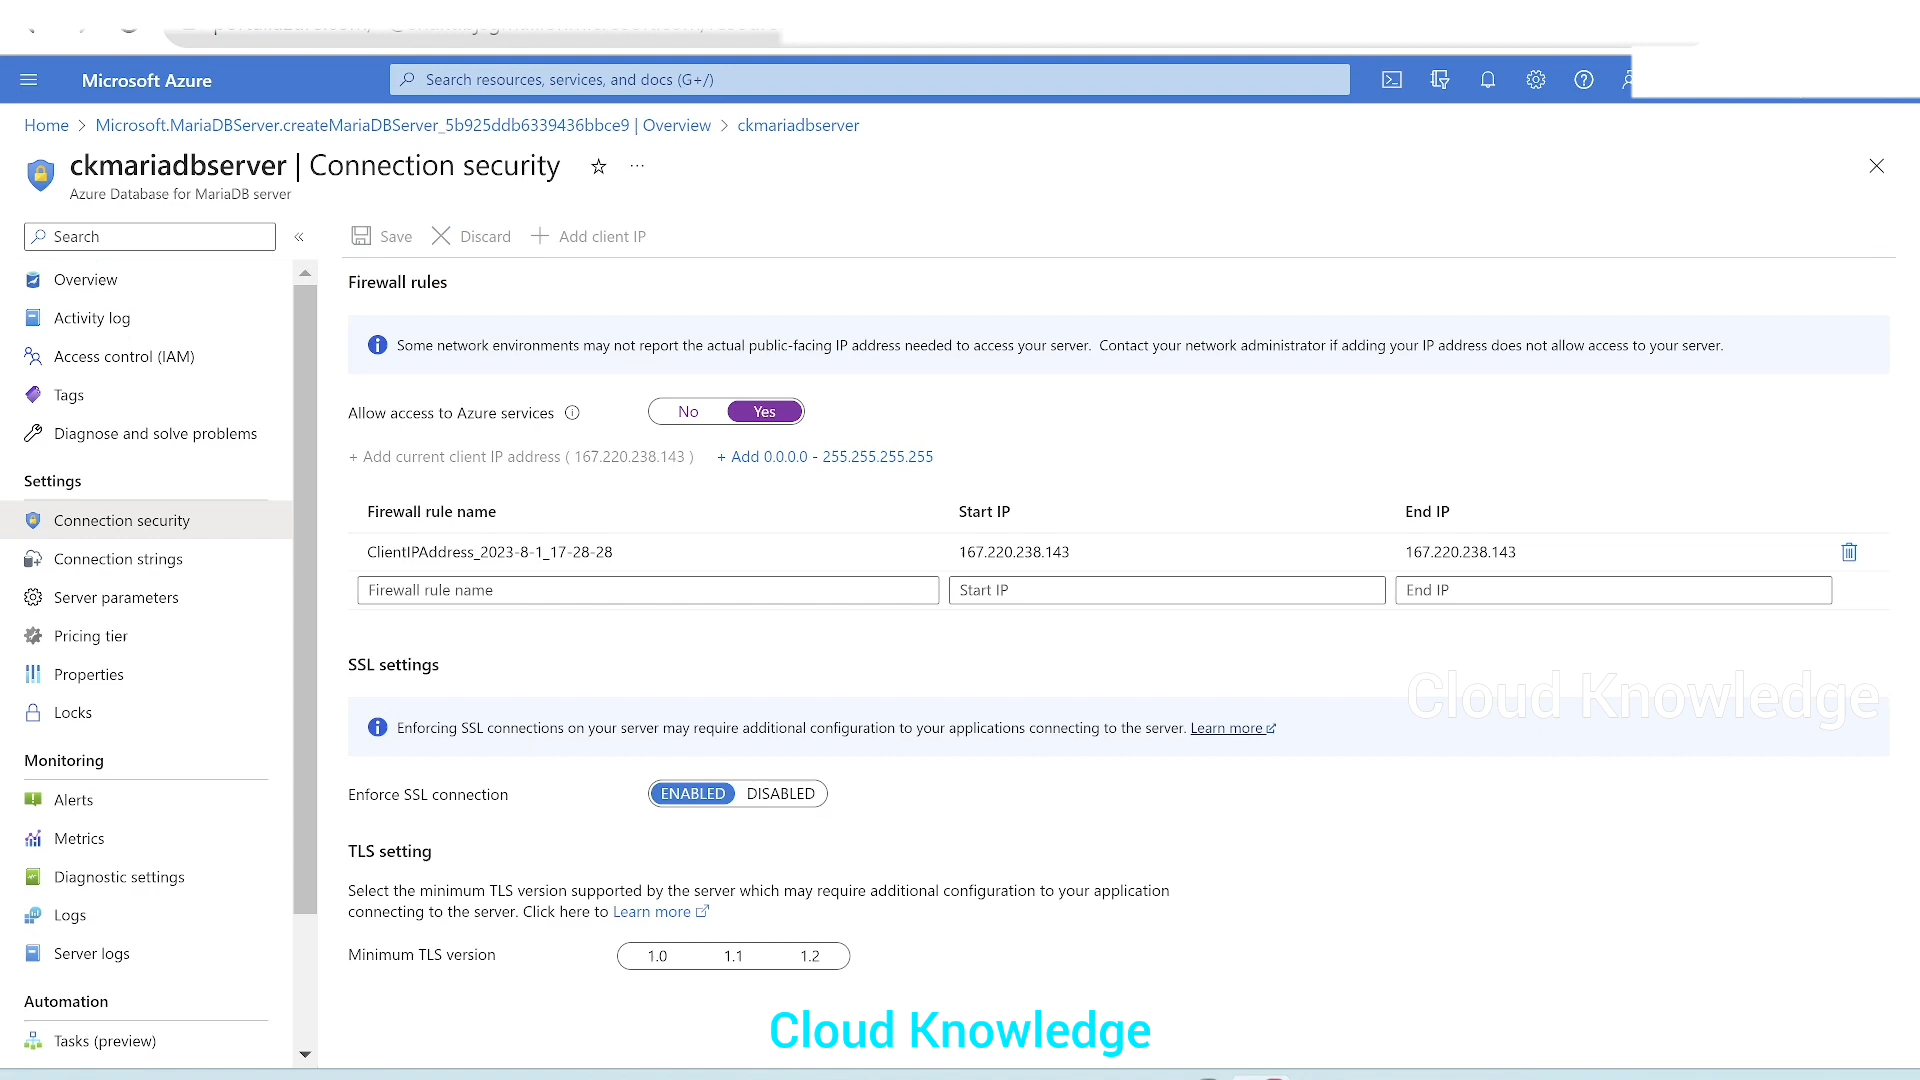 Microsoft Azure
Search resources, services, and docs (G+/)
Home > Microsoft.MariaDBServer.createMariaDBServer_5b925ddb6339436bbce9 | Overview > ckmariadbserver
ckmariadbserver | Connection security
Azure Database for MariaDB server
Search
Save Discard Add client IP
Overview
Activity log
Access control (IAM)
Tags
Diagnose and solve problems
Settings
Connection security
Connection strings
Server parameters
Pricing tier
Properties
Locks
Monitoring
Alerts
Metrics
Diagnostic settings
Logs
Server logs
Automation
Tasks (preview)
Firewall rules
Some network environments may not report the actual public-facing IP address needed to access your server. Contact your network administrator if adding your IP address does not allow access to your server.
Allow access to Azure services No Yes
+ Add current client IP address ( 167.220.238.143 ) + Add 0.0.0.0 - 255.255.255.255
Firewall rule name Start IP End IP
ClientIPAddress_2023-8-1_17-28-28 167.220.238.143 167.220.238.143
Firewall rule name Start IP End IP
SSL settings
Cloud Knowledge
Enforcing SSL connections on your server may require additional configuration to your applications connecting to the server. Learn more
Enforce SSL connection ENABLED DISABLED
TLS setting
Select the minimum TLS version supported by the server which may require additional configuration to your application
connecting to the server. Click here to Learn more
Minimum TLS version 1.0 1.1 1.2
Cloud Knowledge